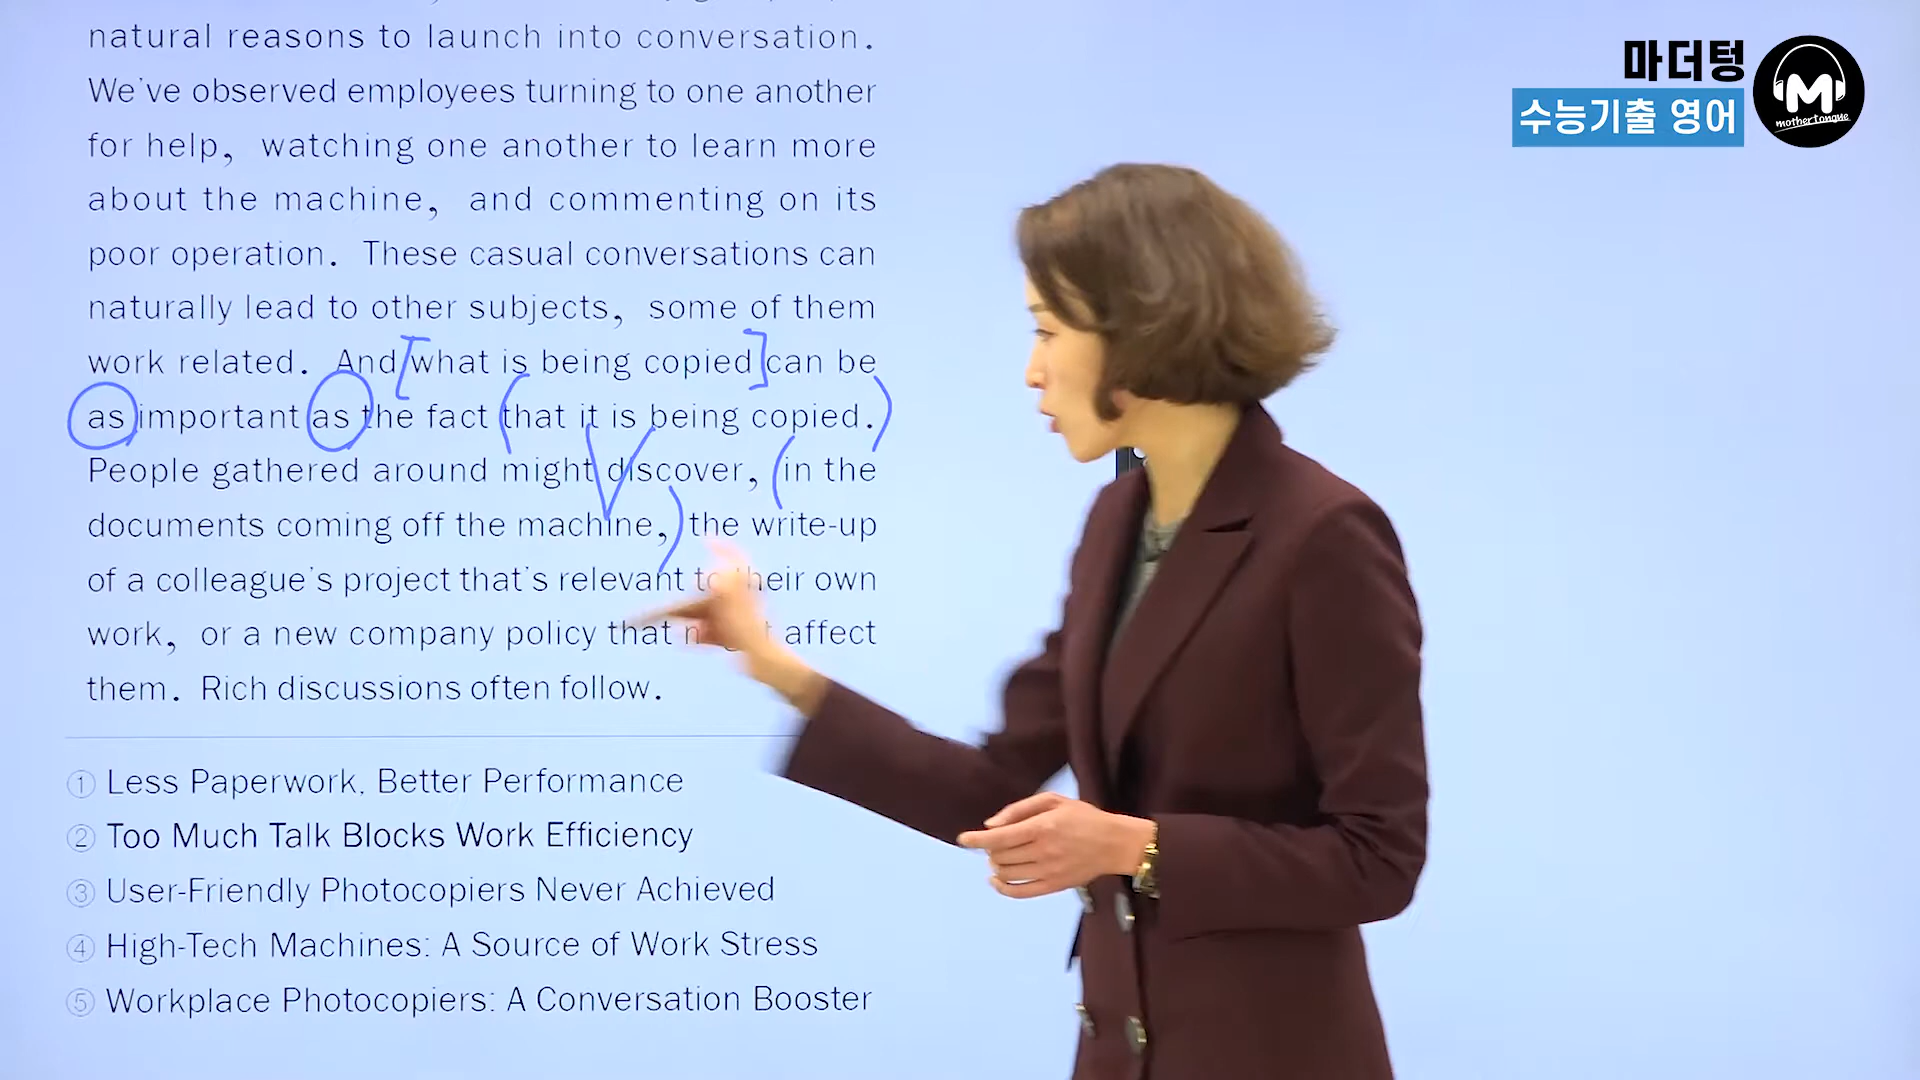 natural reasons to launch into conversation.
We've observed employees turning to one another
for help, watching one another to learn more
about the machine, and commenting on its
poor operation. These casual conversations can
naturally lead to other subjects, some of them
work related. And [what is being copied] can be
as important as the fact (that it is being copied.)
People gathered around might discover, (in the
documents coming off the machine,) the write-up
of a colleague's project that's relevant to their own
work, or a new company policy that might affect
them. Rich discussions often follow.
① Less Paperwork, Better Performance
② Too Much Talk Blocks Work Efficiency
③ User-Friendly Photocopiers Never Achieved
④ High-Tech Machines: A Source of Work Stress
⑤ Workplace Photocopiers: A Conversation Booster
마더텅
수능기출 영어
M
mothertongue